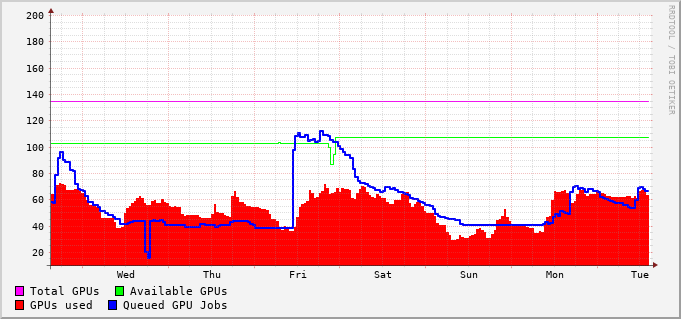 200
180
160
140
120
100
80
60
40
20
Wed Thu Fri Sat Sun Mon Tue
Total GPUs Available GPUs
GPUs used Queued GPU Jobs
RRDTOOL / TOBI OETIKER